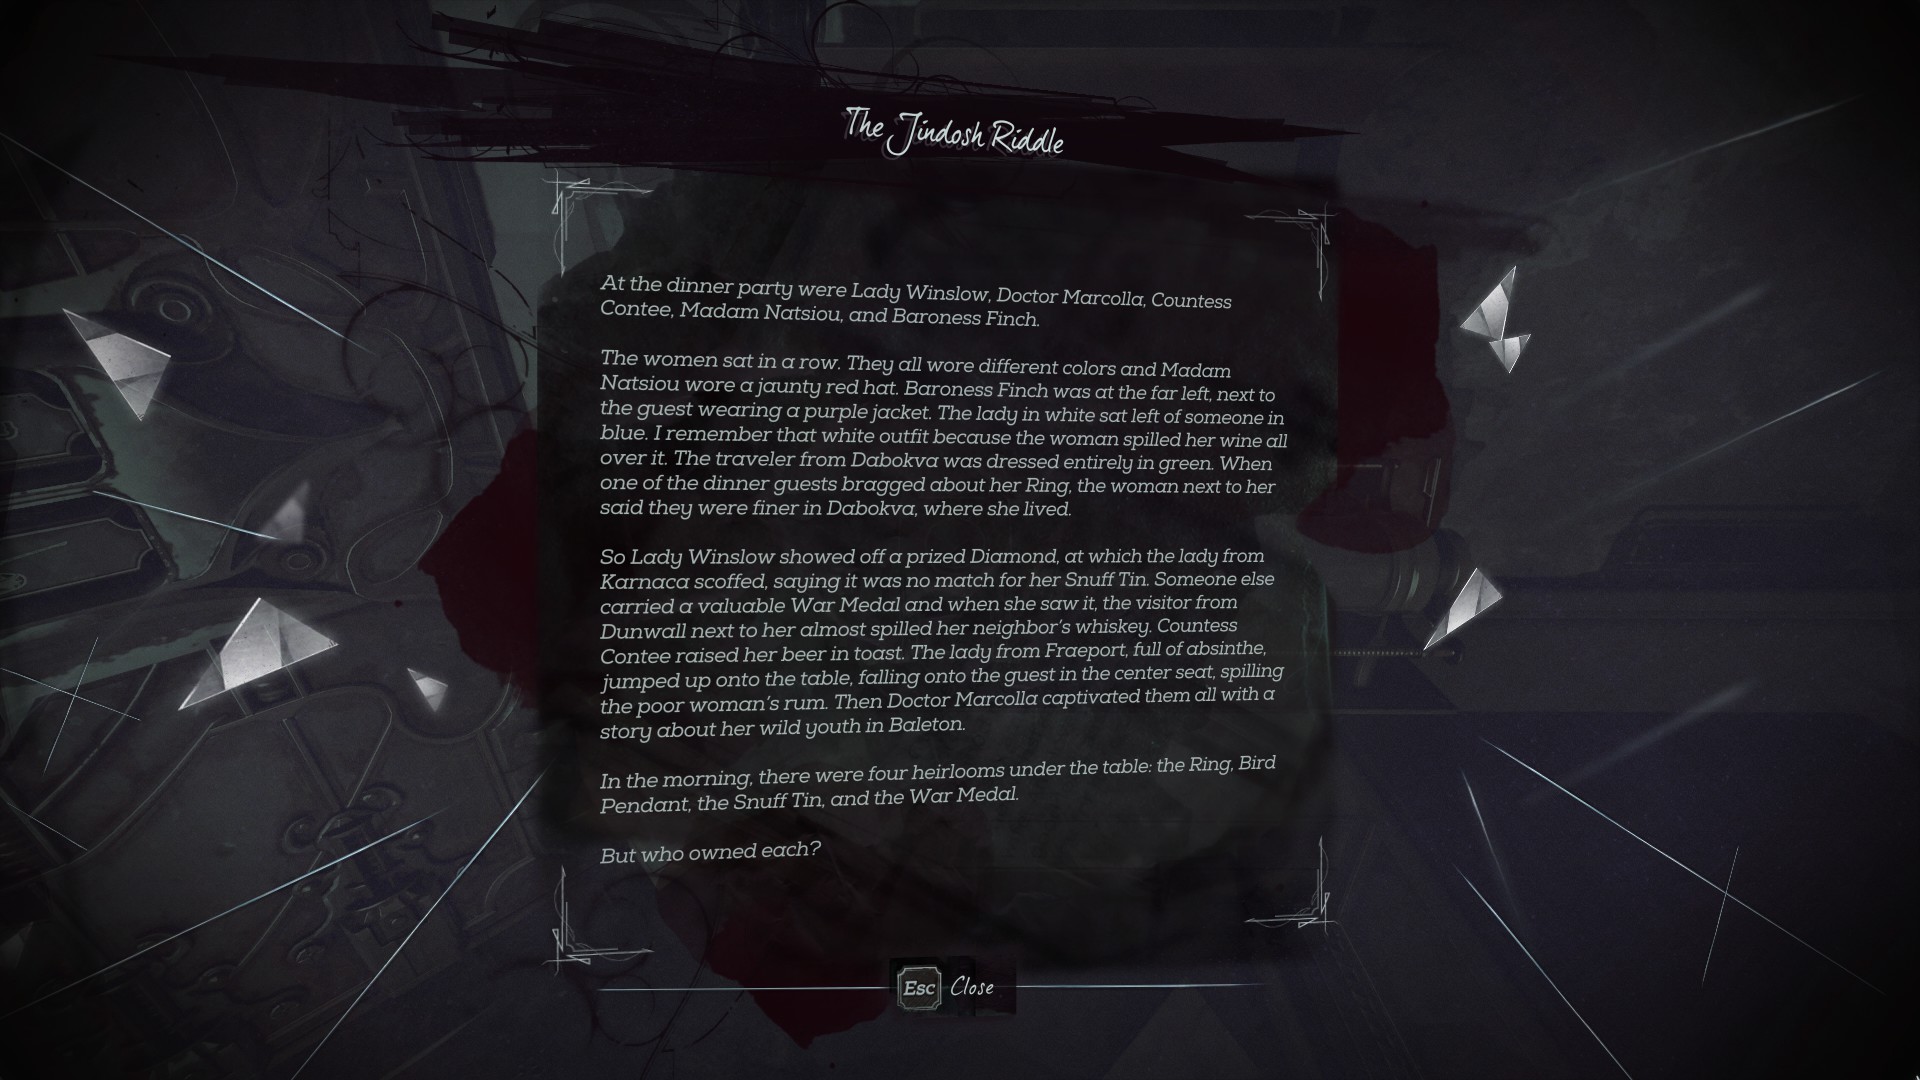 The Jindosh Riddle
At the dinner party were Lady Winslow, Doctor Marcolla, Countess
Contee, Madam Natsiou, and Baroness Finch.
The women sat in a row. They all wore different colors and Madam
Natsiou wore a jaunty red hat. Baroness Finch was at the far left, next to
the guest wearing a purple jacket. The lady in white sat left of someone in
blue. I remember that white outfit because the woman spilled her wine all
over it. The traveler from Dabokva was dressed entirely in green. When
one of the dinner guests bragged about her Ring, the woman next to her
said they were finer in Dabokva, where she lived.
So Lady Winslow showed off a prized Diamond, at which the lady from
Karnaca scoffed, saying it was no match for her Snuff Tin. Someone else
carried a valuable War Medal and when she saw it, the visitor from
Dunwall next to her almost spilled her neighbor's whiskey. Countess
Contee raised her beer in toast. The lady from Fraeport, full of absinthe,
jumped up onto the table, falling onto the guest in the center seat, spilling
the poor woman's rum. Then Doctor Marcolla captivated them all with a
story about her wild youth in Baleton.
In the morning, there were four heirlooms under the table: the Ring, Bird
Pendant, the Snuff Tin, and the War Medal.
But who owned each?
Esc Close